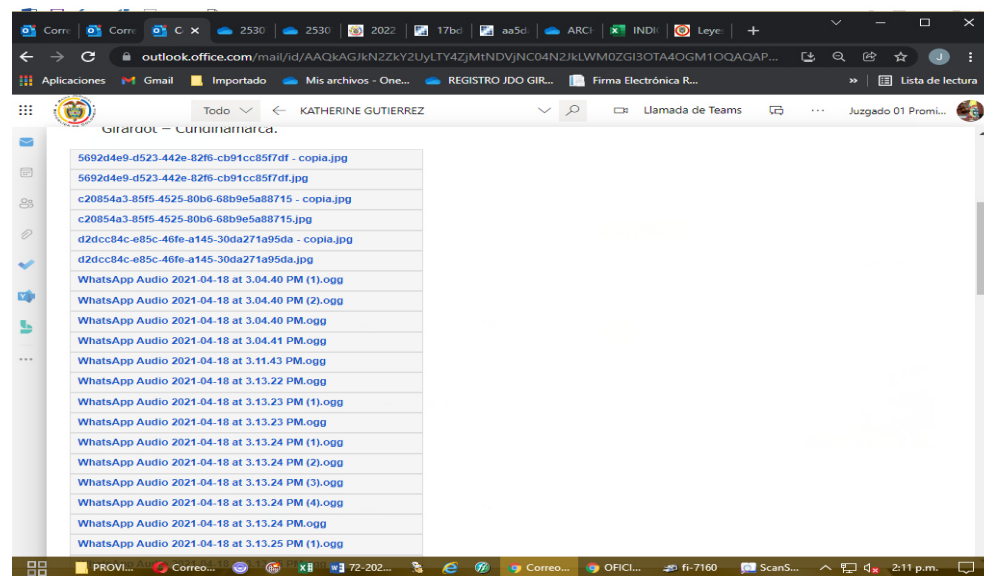 Corre
Corre
C
2530
2530
2022
17bd
aa5d
ARCH
INDI
Leye
outlook.office.com/mail/id/AAQkAGJkN2ZkY2UyLTY4ZjMtNDVjNC04N2JkLWM0ZGI3OTA4OGM1OQAQAP...
Aplicaciones
Gmail
Importado
Mis archivos - One...
REGISTRO JDO GIR...
Firma Electrónica R...
»
Lista de lectura
Todo
KATHERINE GUTIERREZ
Llamada de Teams
Juzgado 01 Promi...
Girardot – Cundinamarca.
5692d4e9-d523-442e-82f6-cb91cc85f7df - copia.jpg
5692d4e9-d523-442e-82f6-cb91cc85f7df.jpg
c20854a3-85f5-4525-80b6-68b9e5a88715 - copia.jpg
c20854a3-85f5-4525-80b6-68b9e5a88715.jpg
d2dcc84c-e85c-46fe-a145-30da271a95da - copia.jpg
d2dcc84c-e85c-46fe-a145-30da271a95da.jpg
WhatsApp Audio 2021-04-18 at 3.04.40 PM (1).ogg
WhatsApp Audio 2021-04-18 at 3.04.40 PM (2).ogg
WhatsApp Audio 2021-04-18 at 3.04.40 PM.ogg
WhatsApp Audio 2021-04-18 at 3.04.41 PM.ogg
WhatsApp Audio 2021-04-18 at 3.11.43 PM.ogg
WhatsApp Audio 2021-04-18 at 3.13.22 PM.ogg
WhatsApp Audio 2021-04-18 at 3.13.23 PM (1).ogg
WhatsApp Audio 2021-04-18 at 3.13.23 PM.ogg
WhatsApp Audio 2021-04-18 at 3.13.24 PM (1).ogg
WhatsApp Audio 2021-04-18 at 3.13.24 PM (2).ogg
WhatsApp Audio 2021-04-18 at 3.13.24 PM (3).ogg
WhatsApp Audio 2021-04-18 at 3.13.24 PM (4).ogg
WhatsApp Audio 2021-04-18 at 3.13.24 PM.ogg
WhatsApp Audio 2021-04-18 at 3.13.25 PM (1).ogg
PROVI...
Correo...
72-202...
Correo...
OFICI...
fi-7160
ScanS...
2:11 p.m.